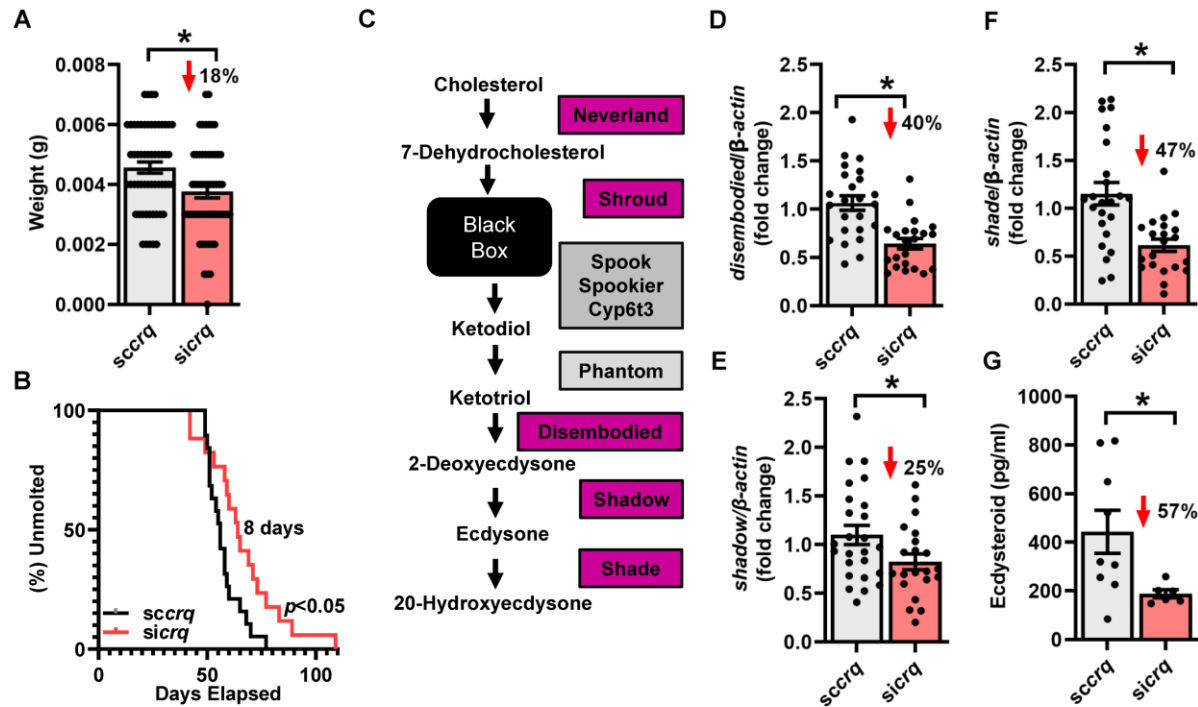 A
*
18%
0.008
0.006
0.004
0.002
0.000
Weight (g)
sccrq
sicrq
B
100
50
0
(%) Unmolted
8 days
p<0.05
sccrq
sicrq
0
50
100
Days Elapsed
C
Cholesterol
Neverland
7-Dehydrocholesterol
Shroud
Black
Box
Spook
Spookier
Cyp6t3
Ketodiol
Phantom
Ketotriol
Disembodied
2-Deoxyecdysone
Shadow
Ecdysone
Shade
20-Hydroxyecdysone
D
*
40%
2.5
2.0
1.5
1.0
0.5
0.0
disembodied/β-actin
(fold change)
sccrq
sicrq
E
*
25%
2.5
2.0
1.5
1.0
0.5
0.0
shadow/β-actin
(fold change)
sccrq
sicrq
F
*
47%
2.5
2.0
1.5
1.0
0.5
0.0
shade/β-actin
(fold change)
sccrq
sicrq
G
*
57%
1000
800
600
400
200
0
Ecdysteroid (pg/ml)
sccrq
sicrq